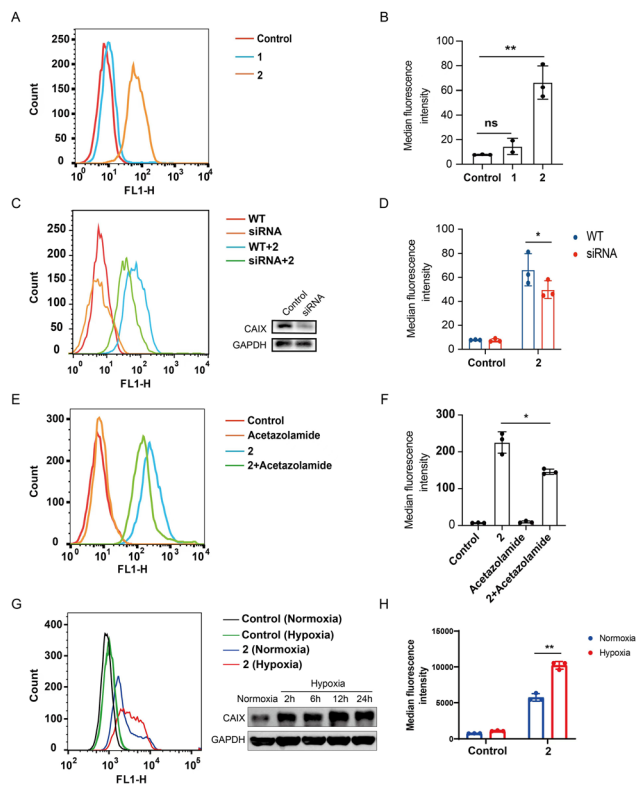 A
250
200
150
100
50
0
Count
10^0 10^1 10^2 10^3 10^4
FL1-H
Control
1
2
B
100
80
60
40
20
0
Median fluorescence
intensity
**
ns
Control 1 2
C
300
250
200
150
100
50
0
Count
10^0 10^1 10^2 10^3 10^4
FL1-H
WT
siRNA
WT+2
siRNA+2
Control
siRNA
CAIX
GAPDH
D
100
80
60
40
20
0
Median fluorescence
intensity
*
Control 2
WT
siRNA
E
300
200
100
0
Count
10^0 10^1 10^2 10^3 10^4
FL1-H
Control
Acetazolamide
2
2+Acetazolamide
F
300
200
100
0
Median fluorescence
intensity
*
Control
2
Acetazolamide
2+Acetazolamide
G
400
300
200
100
0
Count
10^2 10^3 10^4 10^5
FL1-H
Control (Normoxia)
Control (Hypoxia)
2 (Normoxia)
2 (Hypoxia)
Hypoxia
Normoxia 2h 6h 12h 24h
CAIX
GAPDH
H
15000
10000
5000
0
Median fluorescence
intensity
**
Control 2
Normoxia
Hypoxia